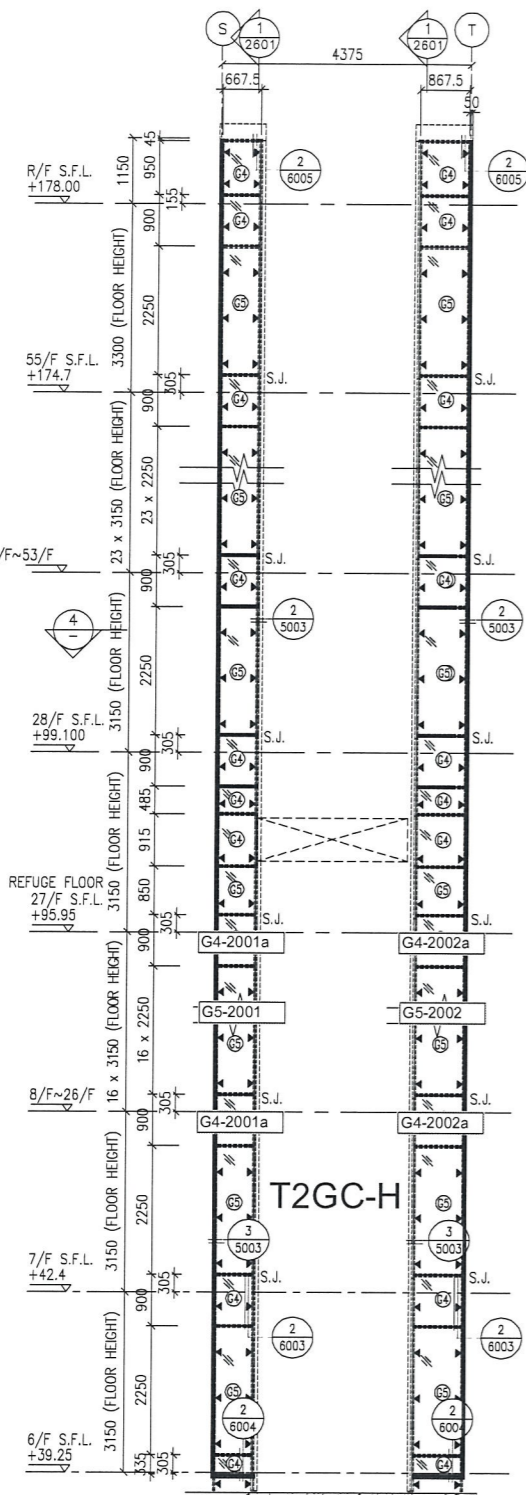 S
1
2601
1
2601
T
4375
667.5
867.5
50
45
R/F S.F.L.
+178.00
1150
950
155
G4
2
6005
G4
2
6005
900
G4
G4
3300 (FLOOR HEIGHT)
2250
G5
G5
55/F S.F.L.
+174.7
305
S.J.
S.J.
900
G4
G4
23 x 3150 (FLOOR HEIGHT)
23 x 2250
G5
G5
/F~53/F
305
S.J.
S.J.
900
G4
G4
4
-
2
5003
2
5003
3150 (FLOOR HEIGHT)
2250
G5
G5
28/F S.F.L.
+99.100
305
S.J.
S.J.
900
G4
G4
3150 (FLOOR HEIGHT)
485
G4
G4
915
G4
G4
850
G5
G5
REFUGE FLOOR
27/F S.F.L.
+95.95
305
S.J.
S.J.
900
G4-2001a
G4-2002a
16 x 3150 (FLOOR HEIGHT)
16 x 2250
G5-2001
G5-2002
G5
G5
8/F~26/F
305
S.J.
S.J.
900
G4-2001a
G4-2002a
3150 (FLOOR HEIGHT)
2250
G5
T2GC-H
G5
3
5003
3
5003
7/F S.F.L.
+42.4
305
S.J.
S.J.
900
G4
G4
2
6003
2
6003
3150 (FLOOR HEIGHT)
2250
G5
G5
2
6004
2
6004
6/F S.F.L.
+39.25
335
305
G4
G4